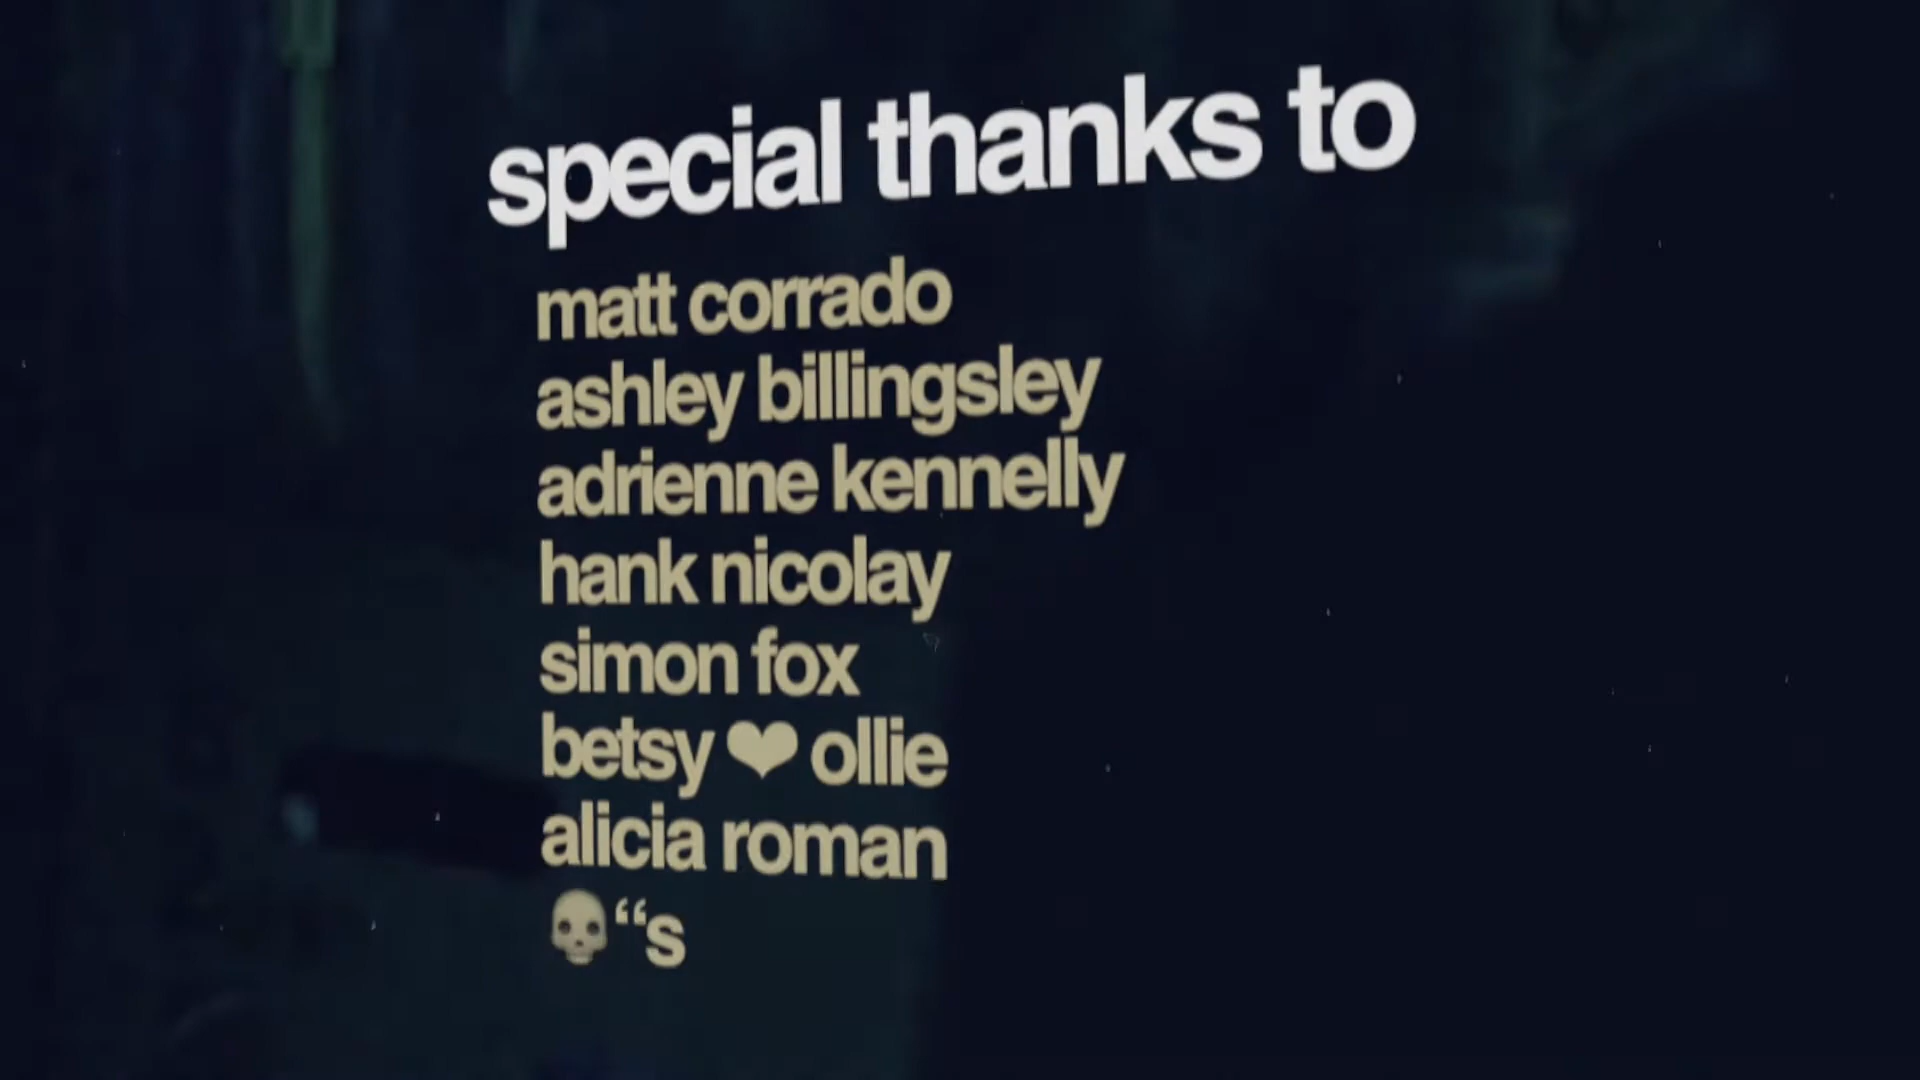 special thanks to
matt corrado
ashley billingsley
adrienne kennelly
hank nicolay
simon fox
betsy ❤ ollie
alicia roman
💀“s